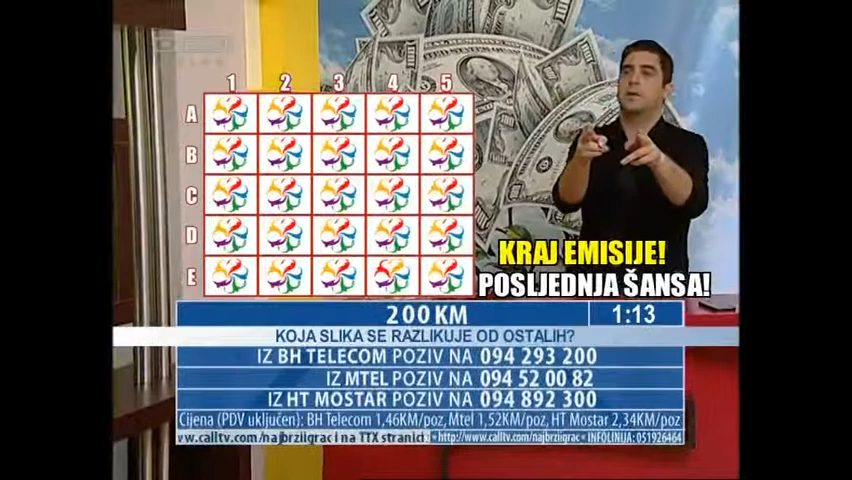 1 2 3 4 5
A
B
C
D
E
KRAJ EMISIJE!
POSLJEDNJA ŠANSA!
200 KM 1:13
KOJA SLIKA SE RAZLIKUJE OD OSTALIH?
IZ BH TELECOM POZIV NA 094 293 200
IZ MTEL POZIV NA 094 52 00 82
IZ HT MOSTAR POZIV NA 094 892 300
Cijena (PDV uključen): BH Telecom 1,46KM/poz, Mtel 1,52KM/poz, HT Mostar 2,34KM/poz
www.calltv.com/najbrziigrac i na TTX stranici • http://www.calltv.com/najbrziigrac • INFOLINIJA: 051926464